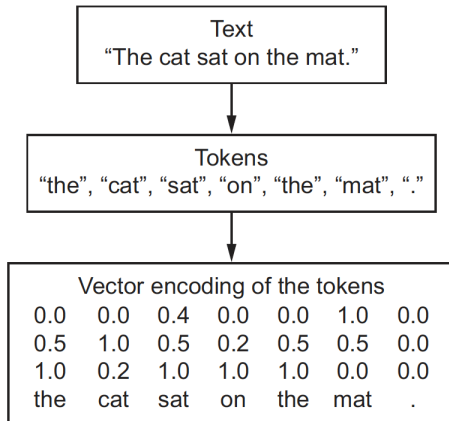 Text
“The cat sat on the mat.”
Tokens
“the”, “cat”, “sat”, “on”, “the”, “mat”, “.”
Vector encoding of the tokens
0.0 0.0 0.4 0.0 0.0 1.0 0.0
0.5 1.0 0.5 0.2 0.5 0.5 0.0
1.0 0.2 1.0 1.0 1.0 0.0 0.0
the cat sat on the mat .